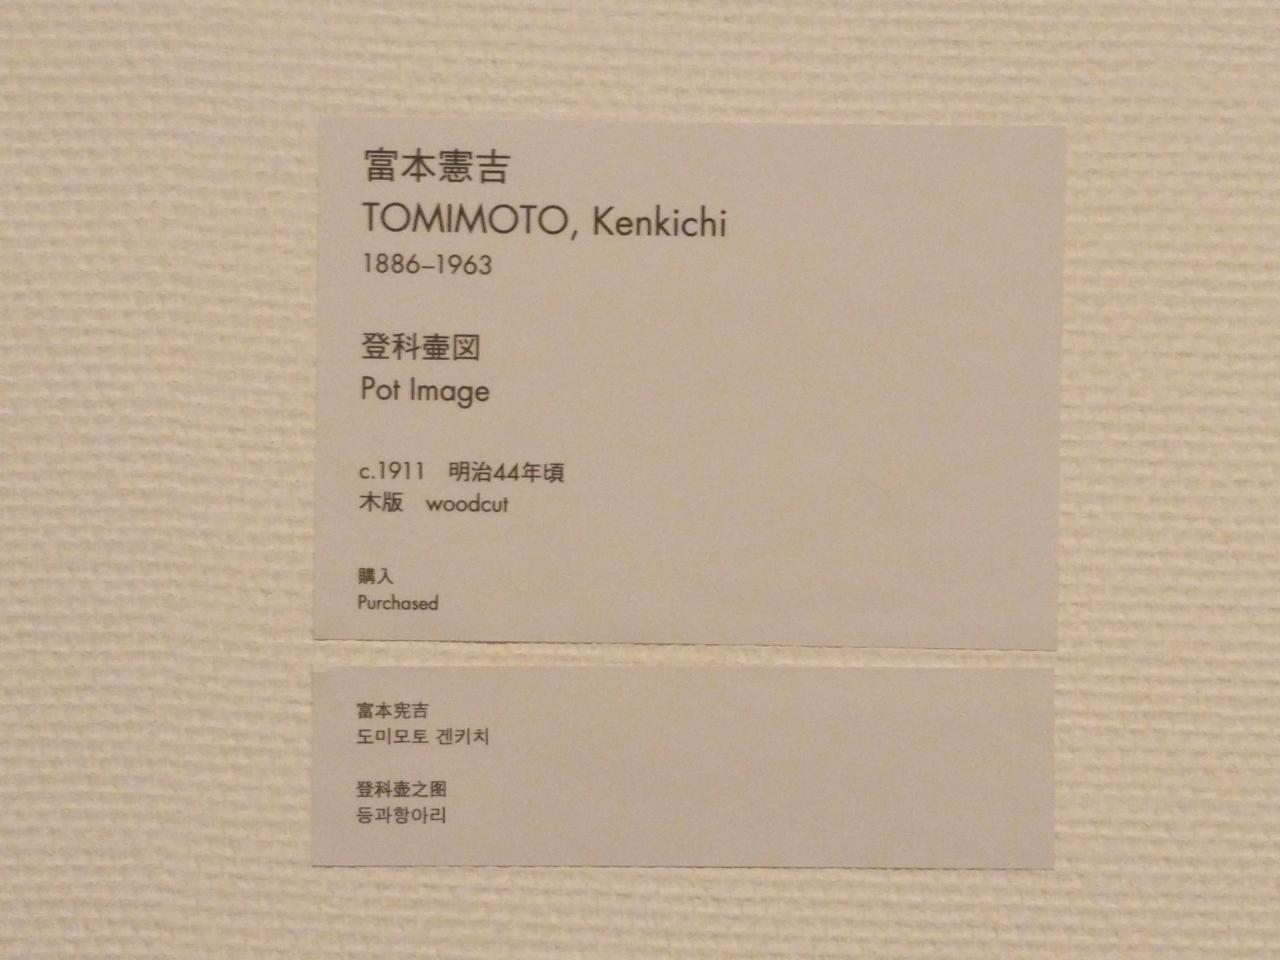 富本憲吉
TOMIMOTO, Kenkichi
1886–1963
登科壷図
Pot Image
c.1911　明治44年頃
木版　woodcut
購入
Purchased
富本宪吉
도미모토 겐키치
登科壶之图
등과항아리